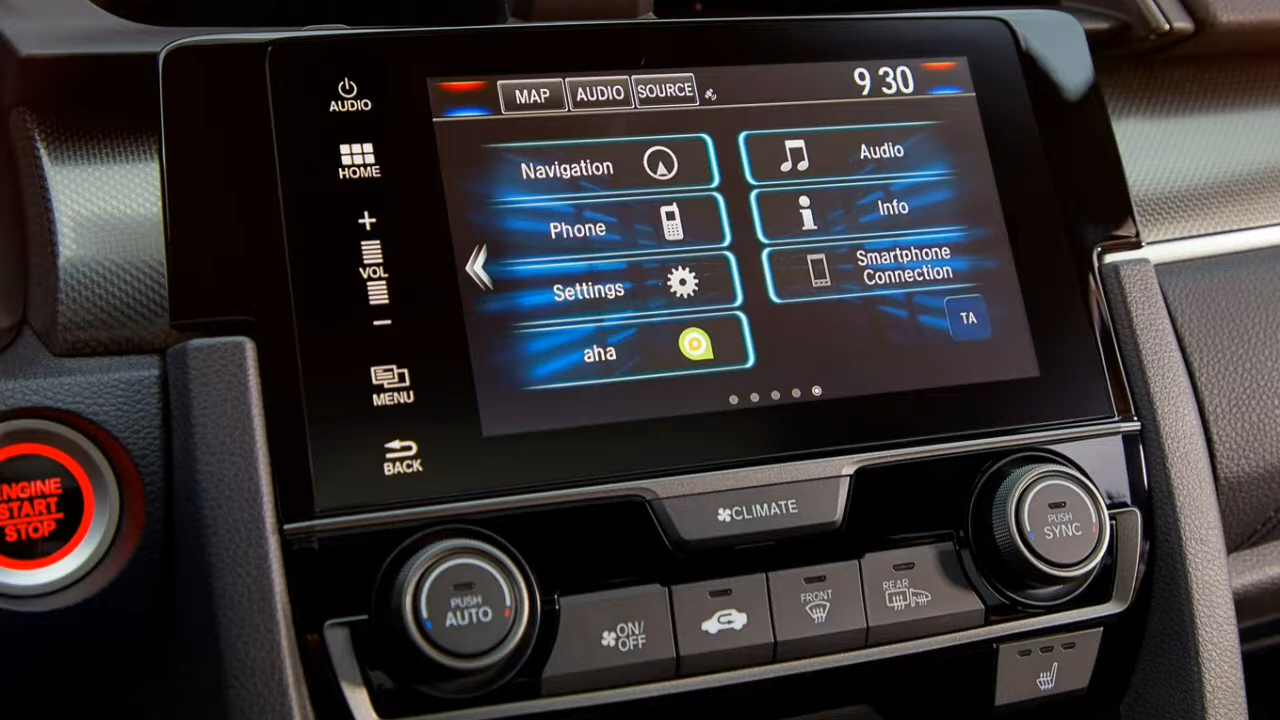 AUDIO
HOME
+
VOL
−
MENU
BACK
MAP AUDIO SOURCE 9 30
Navigation
Phone
Settings
aha
Audio
Info
Smartphone
Connection
TA
ENGINE
START
STOP
CLIMATE
PUSH
AUTO
ON/
OFF
FRONT
REAR
PUSH
SYNC